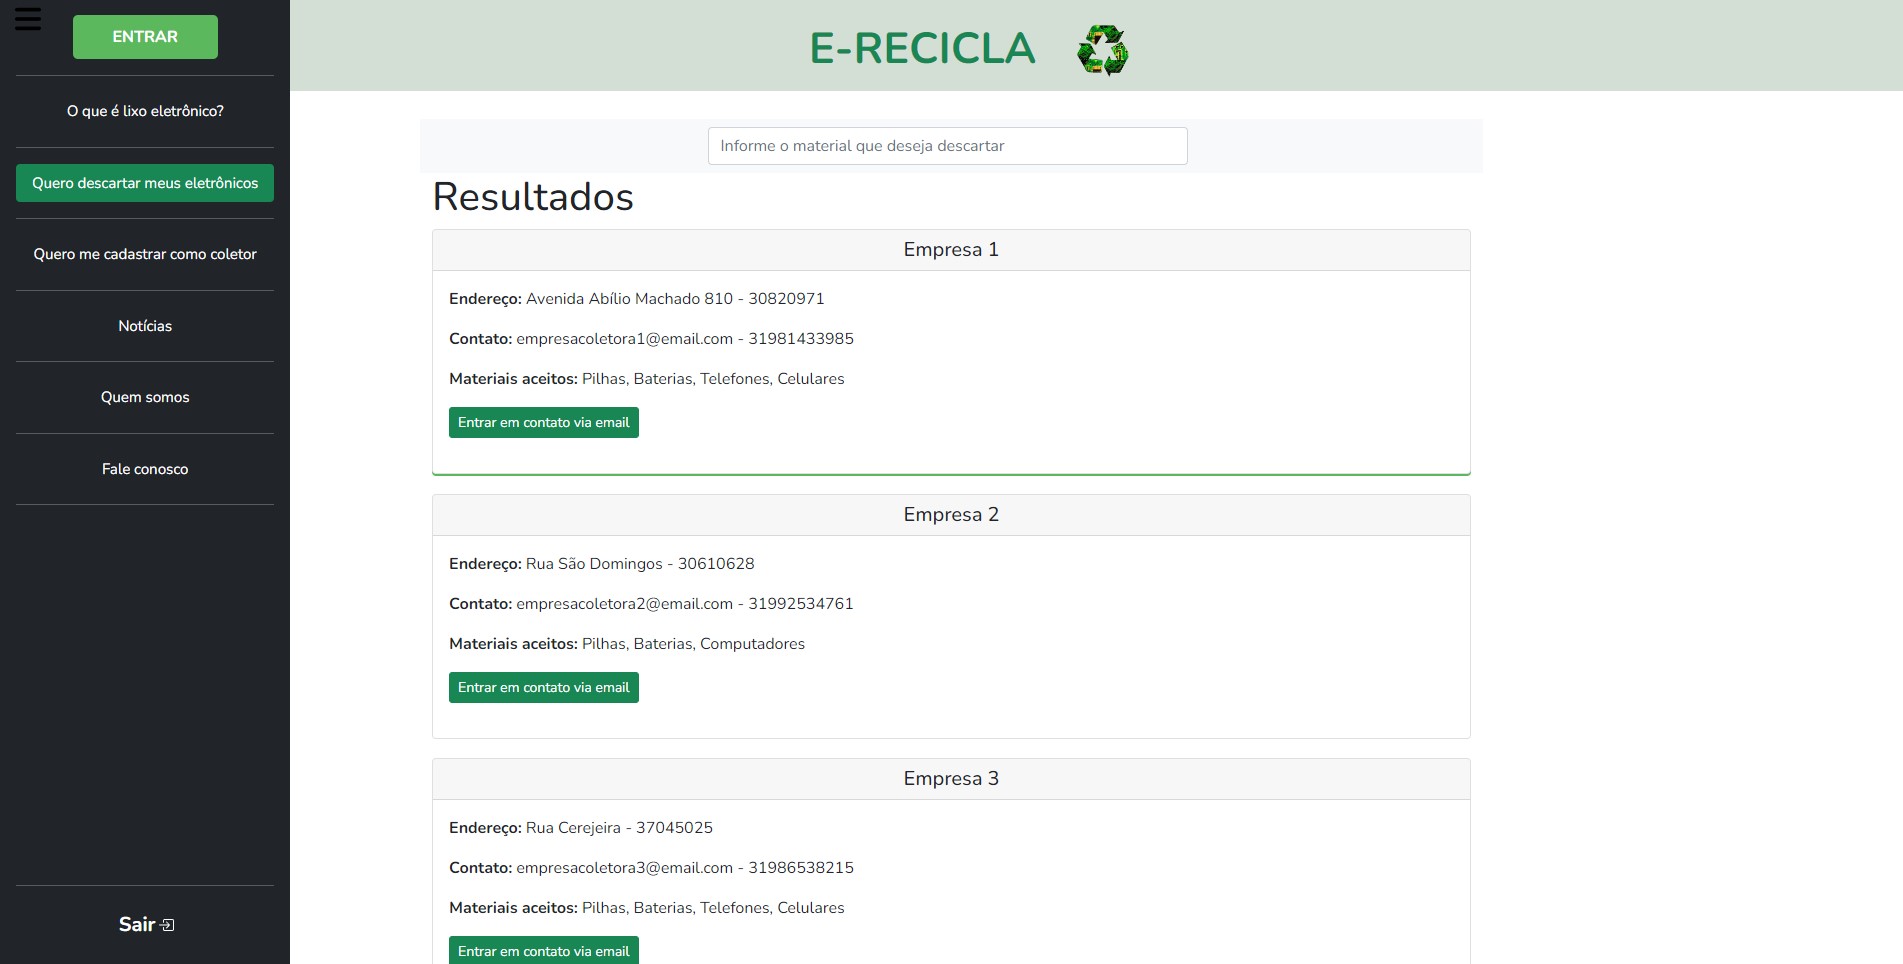 ENTRAR
O que é lixo eletrônico?
Quero descartar meus eletrônicos
Quero me cadastrar como coletor
Notícias
Quem somos
Fale conosco
Sair
E-RECICLA
Informe o material que deseja descartar
Resultados
Empresa 1
Endereço: Avenida Abílio Machado 810 - 30820971
Contato: empresacoletora1@email.com - 31981433985
Materiais aceitos: Pilhas, Baterias, Telefones, Celulares
Entrar em contato via email
Empresa 2
Endereço: Rua São Domingos - 30610628
Contato: empresacoletora2@email.com - 31992534761
Materiais aceitos: Pilhas, Baterias, Computadores
Entrar em contato via email
Empresa 3
Endereço: Rua Cerejeira - 37045025
Contato: empresacoletora3@email.com - 31986538215
Materiais aceitos: Pilhas, Baterias, Telefones, Celulares
Entrar em contato via email